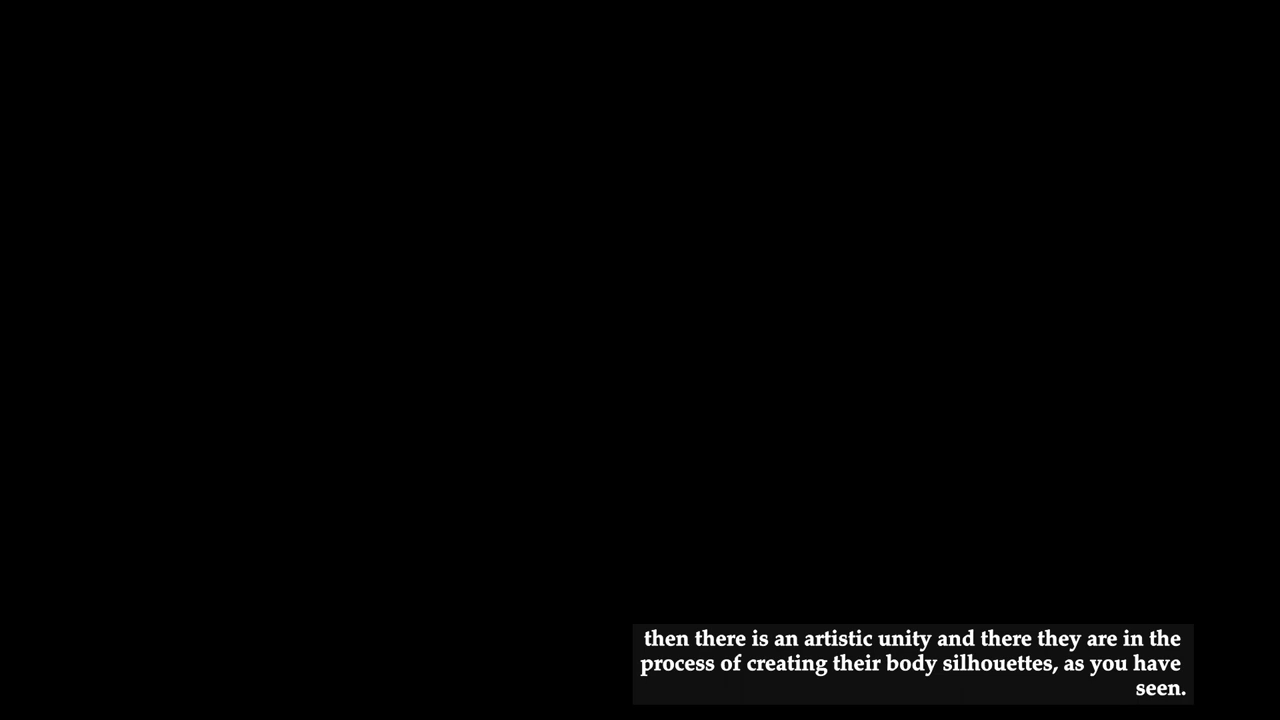 then there is an artistic unity and there they are in the
process of creating their body silhouettes, as you have
seen.